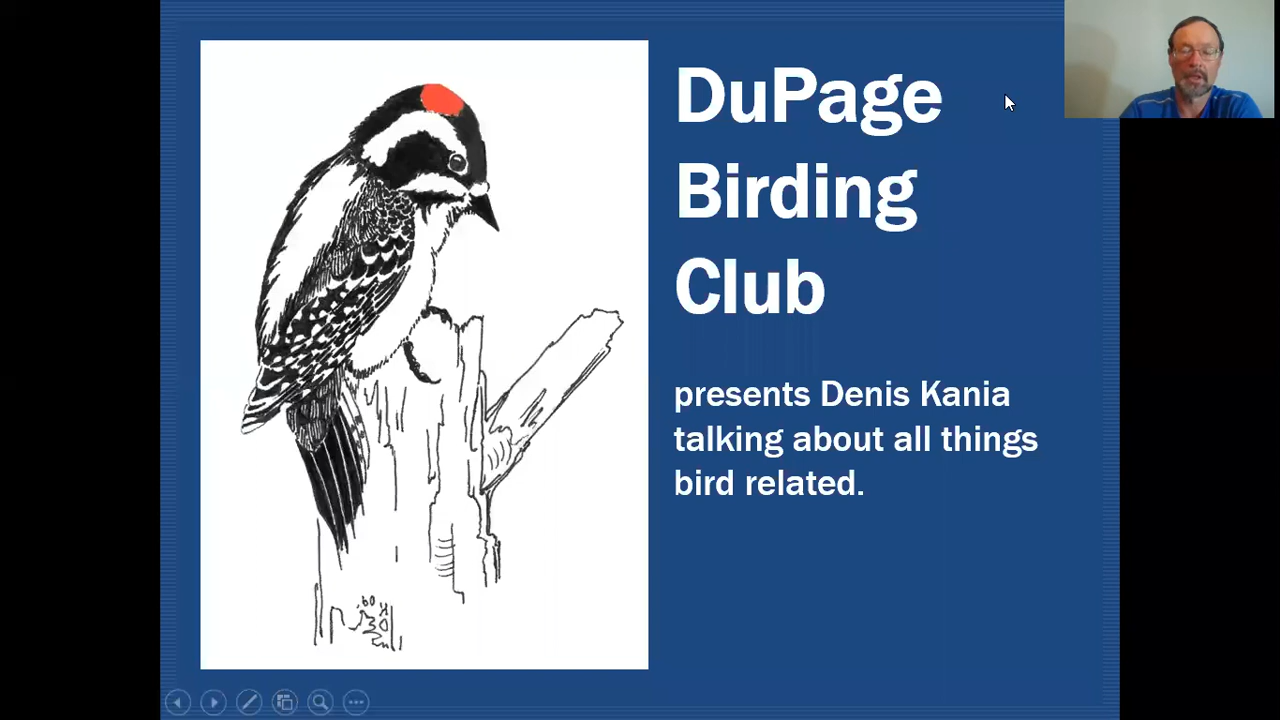 DuPage
Birding
Club
presents Denis Kania
talking about all things
bird related.